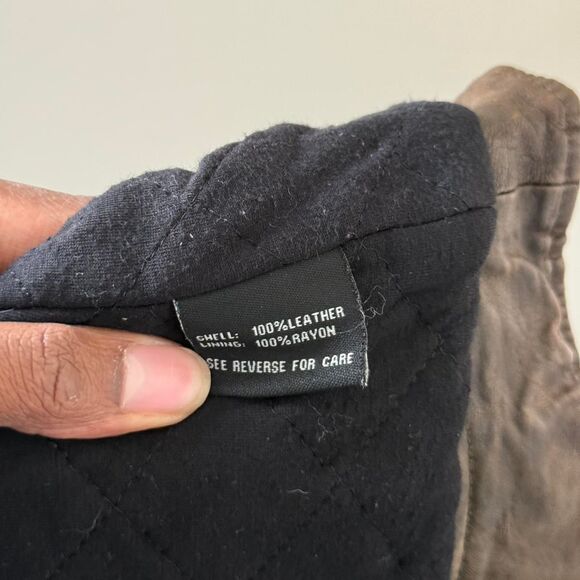 SHELL: 100%LEATHER
LINING: 100%RAYON
SEE REVERSE FOR CARE